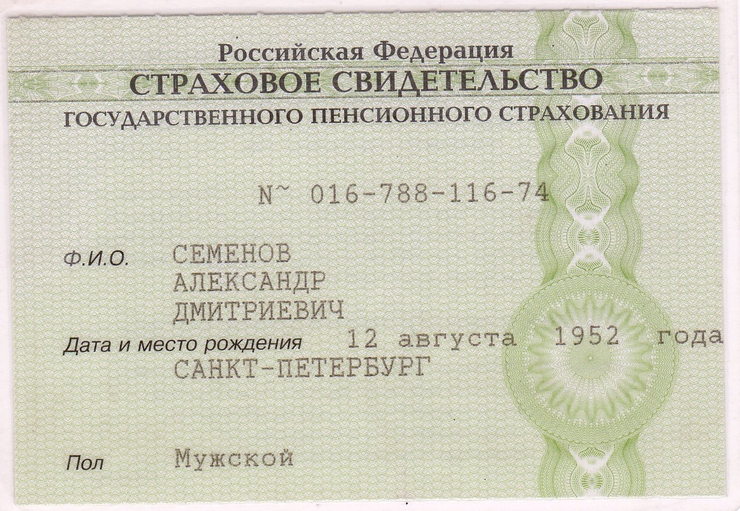 Российская Федерация
СТРАХОВОЕ СВИДЕТЕЛЬСТВО
ГОСУДАРСТВЕННОГО ПЕНСИОННОГО СТРАХОВАНИЯ
N~ 016-788-116-74
Ф.И.О. СЕМЕНОВ
АЛЕКСАНДР
ДМИТРИЕВИЧ
Дата и место рождения 12 августа 1952 года
САНКТ-ПЕТЕРБУРГ
Пол Мужской